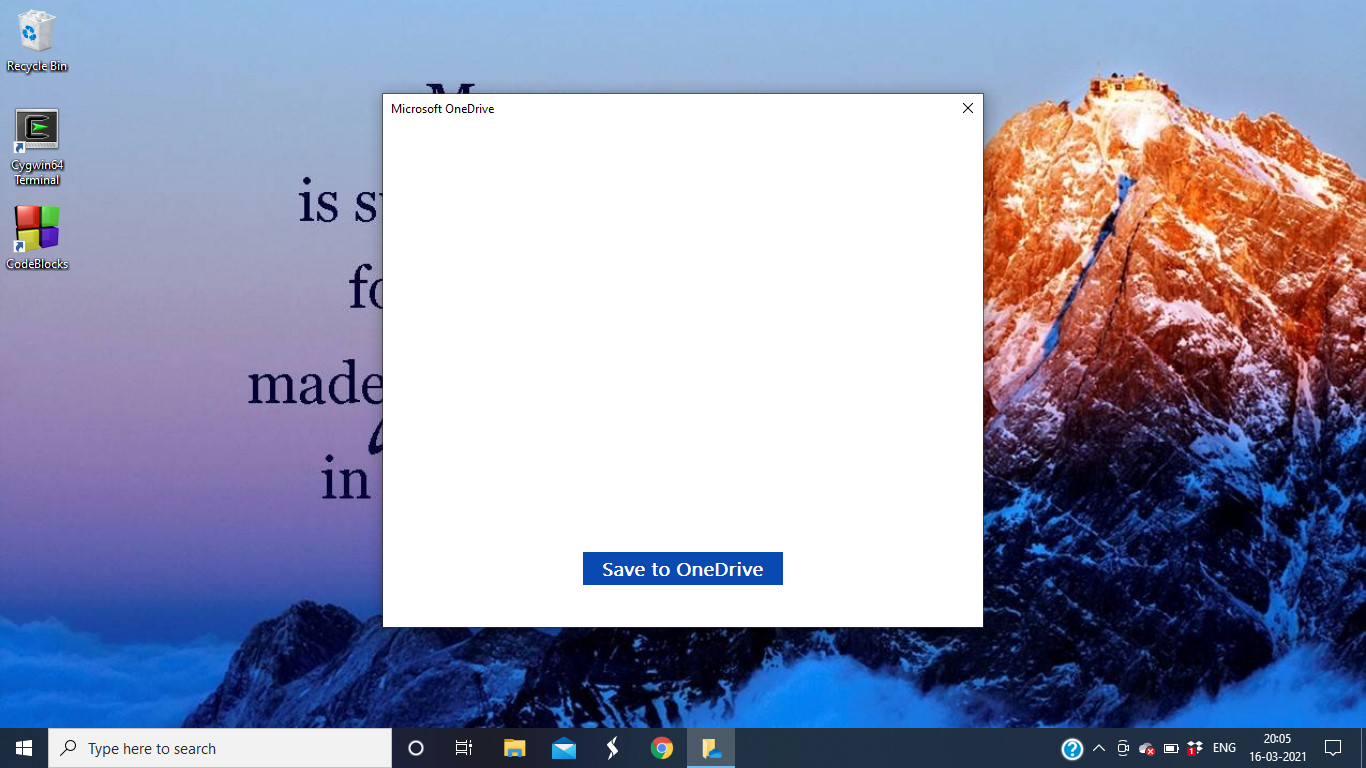 Recycle Bin
Cygwin64
Terminal
CodeBlocks
Microsoft OneDrive
is
made
in
Save to OneDrive
Type here to search
1
ENG
20:05
16-03-2021